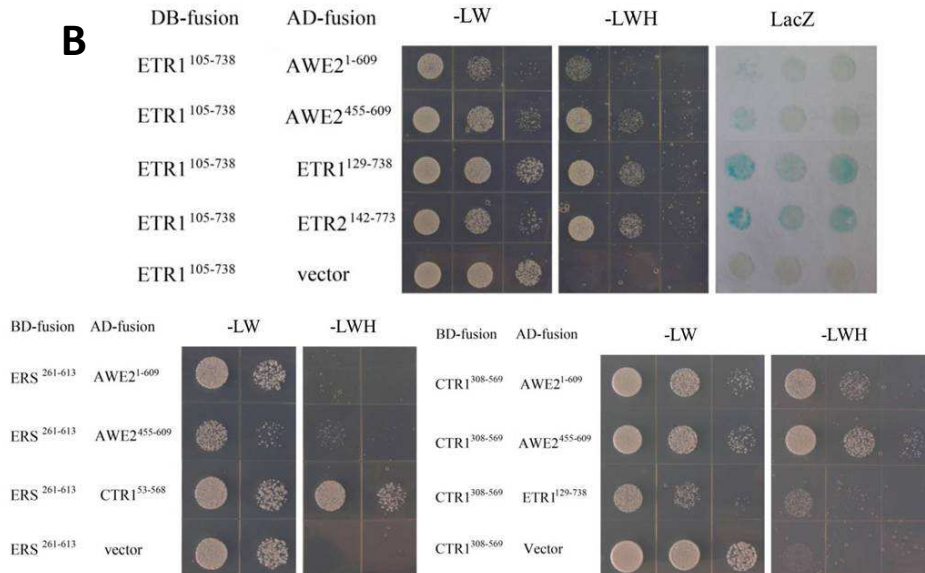 B
DB-fusion AD-fusion -LW -LWH LacZ
ETR1¹⁰⁵⁻⁷³⁸ AWE2¹⁻⁶⁰⁹
ETR1¹⁰⁵⁻⁷³⁸ AWE2⁴⁵⁵⁻⁶⁰⁹
ETR1¹⁰⁵⁻⁷³⁸ ETR1¹²⁹⁻⁷³⁸
ETR1¹⁰⁵⁻⁷³⁸ ETR2¹⁴²⁻⁷⁷³
ETR1¹⁰⁵⁻⁷³⁸ vector
BD-fusion AD-fusion -LW -LWH
ERS ²⁶¹⁻⁶¹³ AWE2¹⁻⁶⁰⁹
ERS ²⁶¹⁻⁶¹³ AWE2⁴⁵⁵⁻⁶⁰⁹
ERS ²⁶¹⁻⁶¹³ CTR1⁵³⁻⁵⁶⁸
ERS ²⁶¹⁻⁶¹³ vector
BD-fusion AD-fusion -LW -LWH
CTR1³⁰⁸⁻⁵⁶⁹ AWE2¹⁻⁶⁰⁹
CTR1³⁰⁸⁻⁵⁶⁹ AWE2⁴⁵⁵⁻⁶⁰⁹
CTR1³⁰⁸⁻⁵⁶⁹ ETR1¹²⁹⁻⁷³⁸
CTR1³⁰⁸⁻⁵⁶⁹ Vector